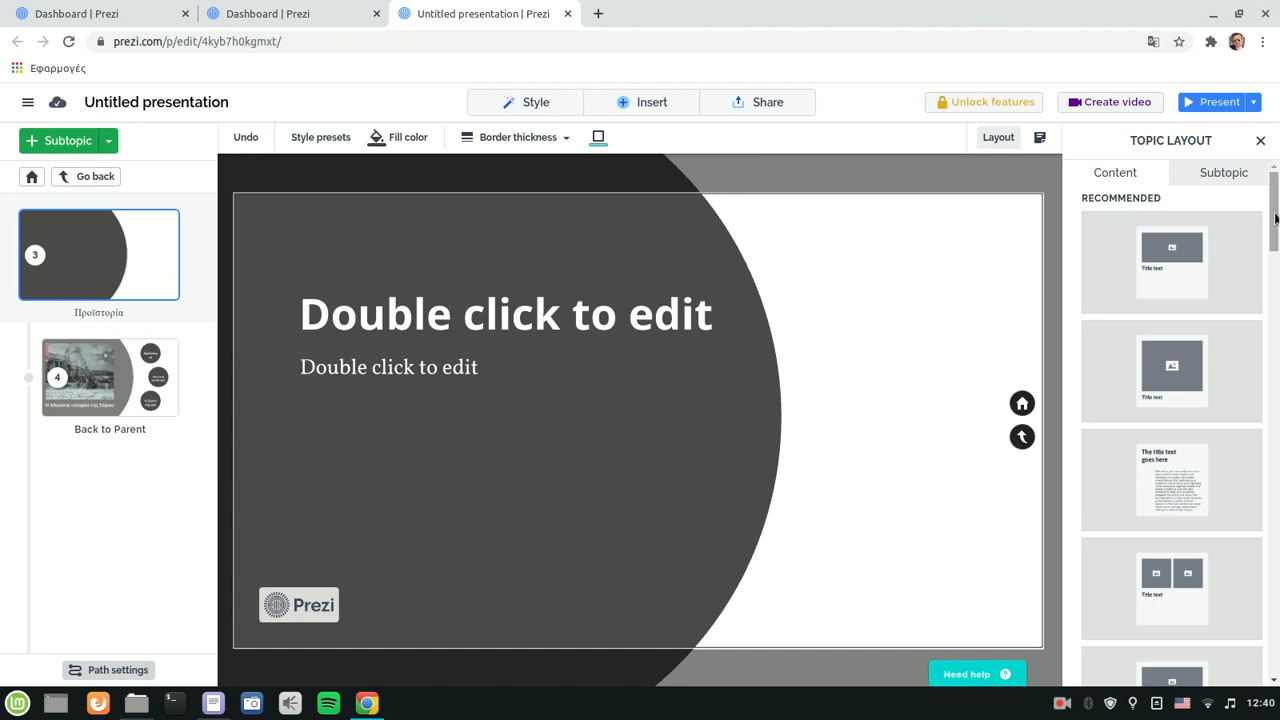 Dashboard | Prezi
Dashboard | Prezi
Untitled presentation | Prezi
prezi.com/p/edit/4kyb7h0kgmxt/
Εφαρμογές
Untitled presentation
Style
Insert
Share
Unlock features
Create video
Present
Subtopic
Undo
Style presets
Fill color
Border thickness
Layout
TOPIC LAYOUT
Go back
Content
Subtopic
RECOMMENDED
3
Προϊστορία
4
Back to Parent
Double click to edit
Double click to edit
Prezi
Title text
Title text
The title text
goes here
Title text
Path settings
Need help ?
12:40